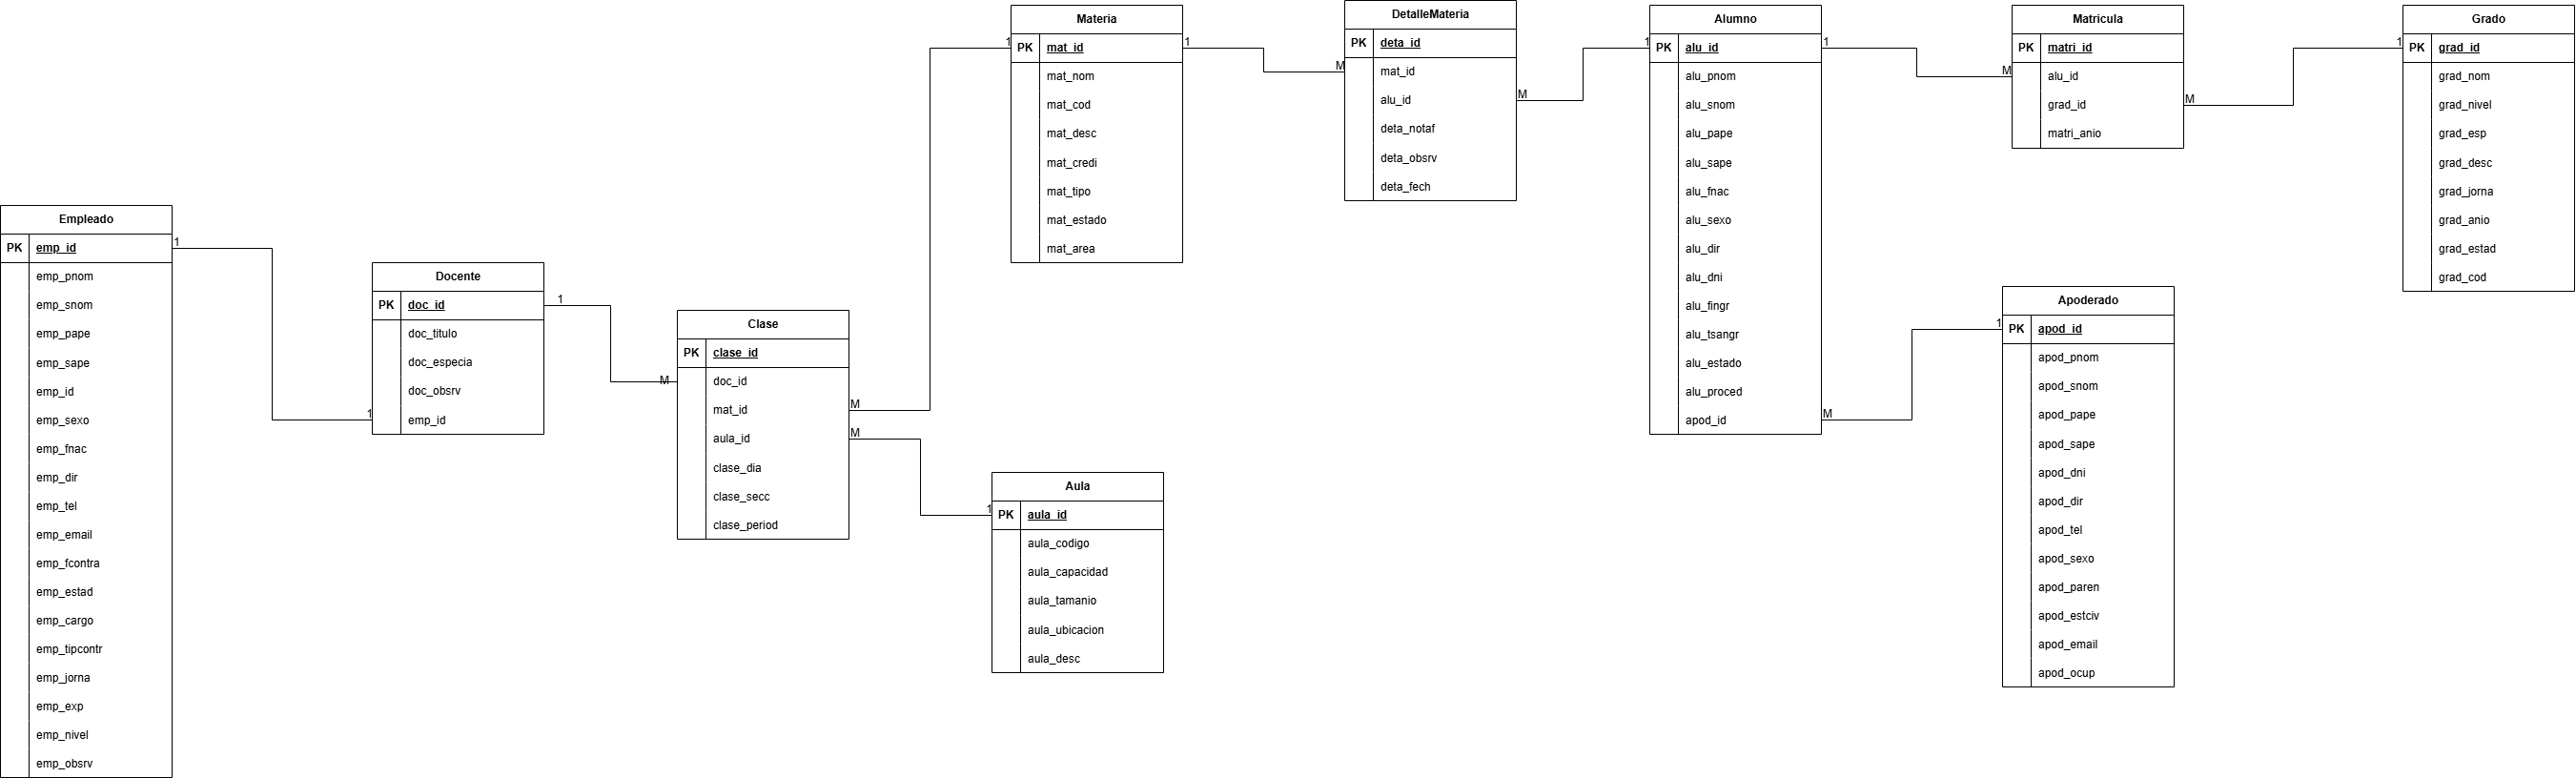 Empleado
PK emp_id
emp_pnom
emp_snom
emp_pape
emp_sape
emp_id
emp_sexo
emp_fnac
emp_dir
emp_tel
emp_email
emp_fcontra
emp_estad
emp_cargo
emp_tipcontr
emp_jorna
emp_exp
emp_nivel
emp_obsrv
1
1
Docente
PK doc_id
doc_titulo
doc_especia
doc_obsrv
emp_id
1
M
Clase
PK clase_id
doc_id
mat_id
aula_id
clase_dia
clase_secc
clase_period
M
M
1
1
Materia
PK mat_id
mat_nom
mat_cod
mat_desc
mat_credi
mat_tipo
mat_estado
mat_area
Aula
PK aula_id
aula_codigo
aula_capacidad
aula_tamanio
aula_ubicacion
aula_desc
1
M
DetalleMateria
PK deta_id
mat_id
alu_id
deta_notaf
deta_obsrv
deta_fech
M
1
Alumno
PK alu_id
alu_pnom
alu_snom
alu_pape
alu_sape
alu_fnac
alu_sexo
alu_dir
alu_dni
alu_fingr
alu_tsangr
alu_estado
alu_proced
apod_id
1
M
M
1
Matricula
PK matri_id
alu_id
grad_id
matri_anio
Apoderado
PK apod_id
apod_pnom
apod_snom
apod_pape
apod_sape
apod_dni
apod_dir
apod_tel
apod_sexo
apod_paren
apod_estciv
apod_email
apod_ocup
M
1
Grado
PK grad_id
grad_nom
grad_nivel
grad_esp
grad_desc
grad_jorna
grad_anio
grad_estad
grad_cod